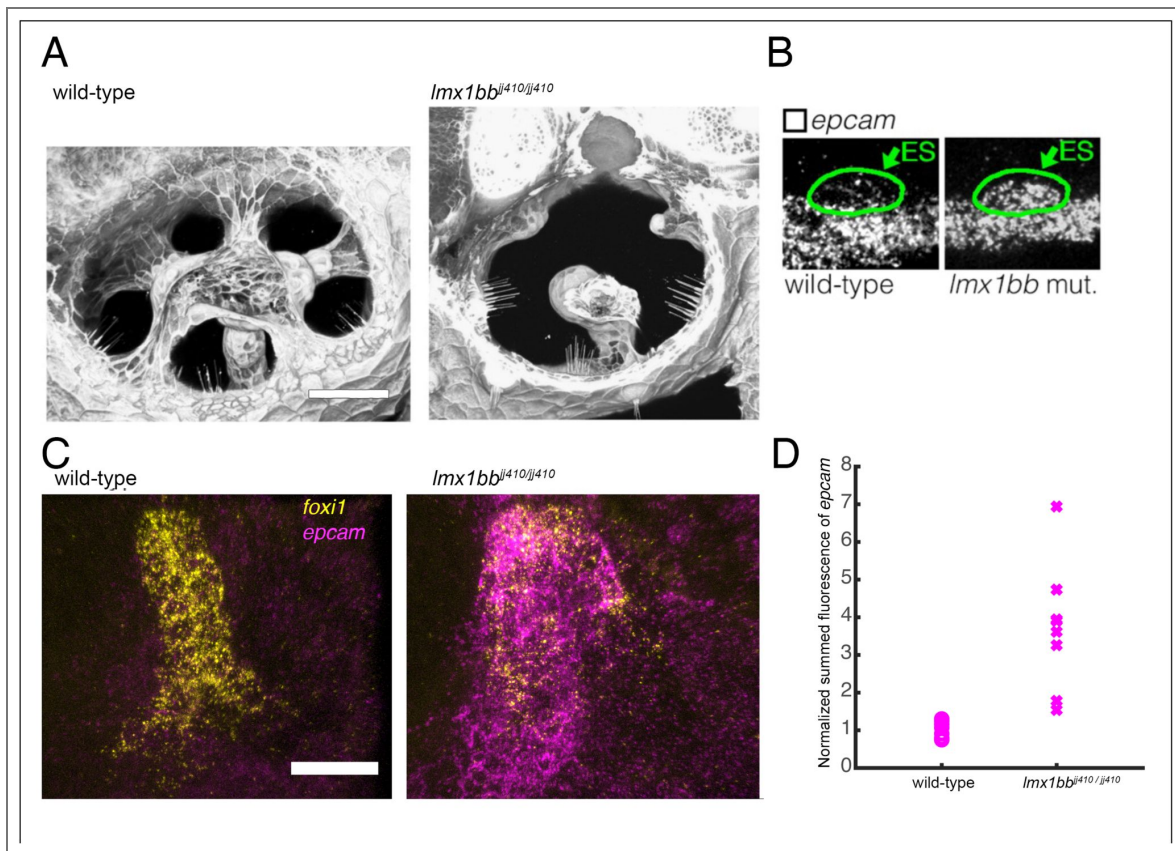 A
wild-type
lmx1bb^jj410/jj410
B
epcam
ES
ES
wild-type
lmx1bb mut.
C
wild-type
lmx1bb^jj410/jj410
foxi1
epcam
D
Normalized summed fluorescence of epcam
8
7
6
5
4
3
2
1
0
wild-type
lmx1bb^jj410 / jj410